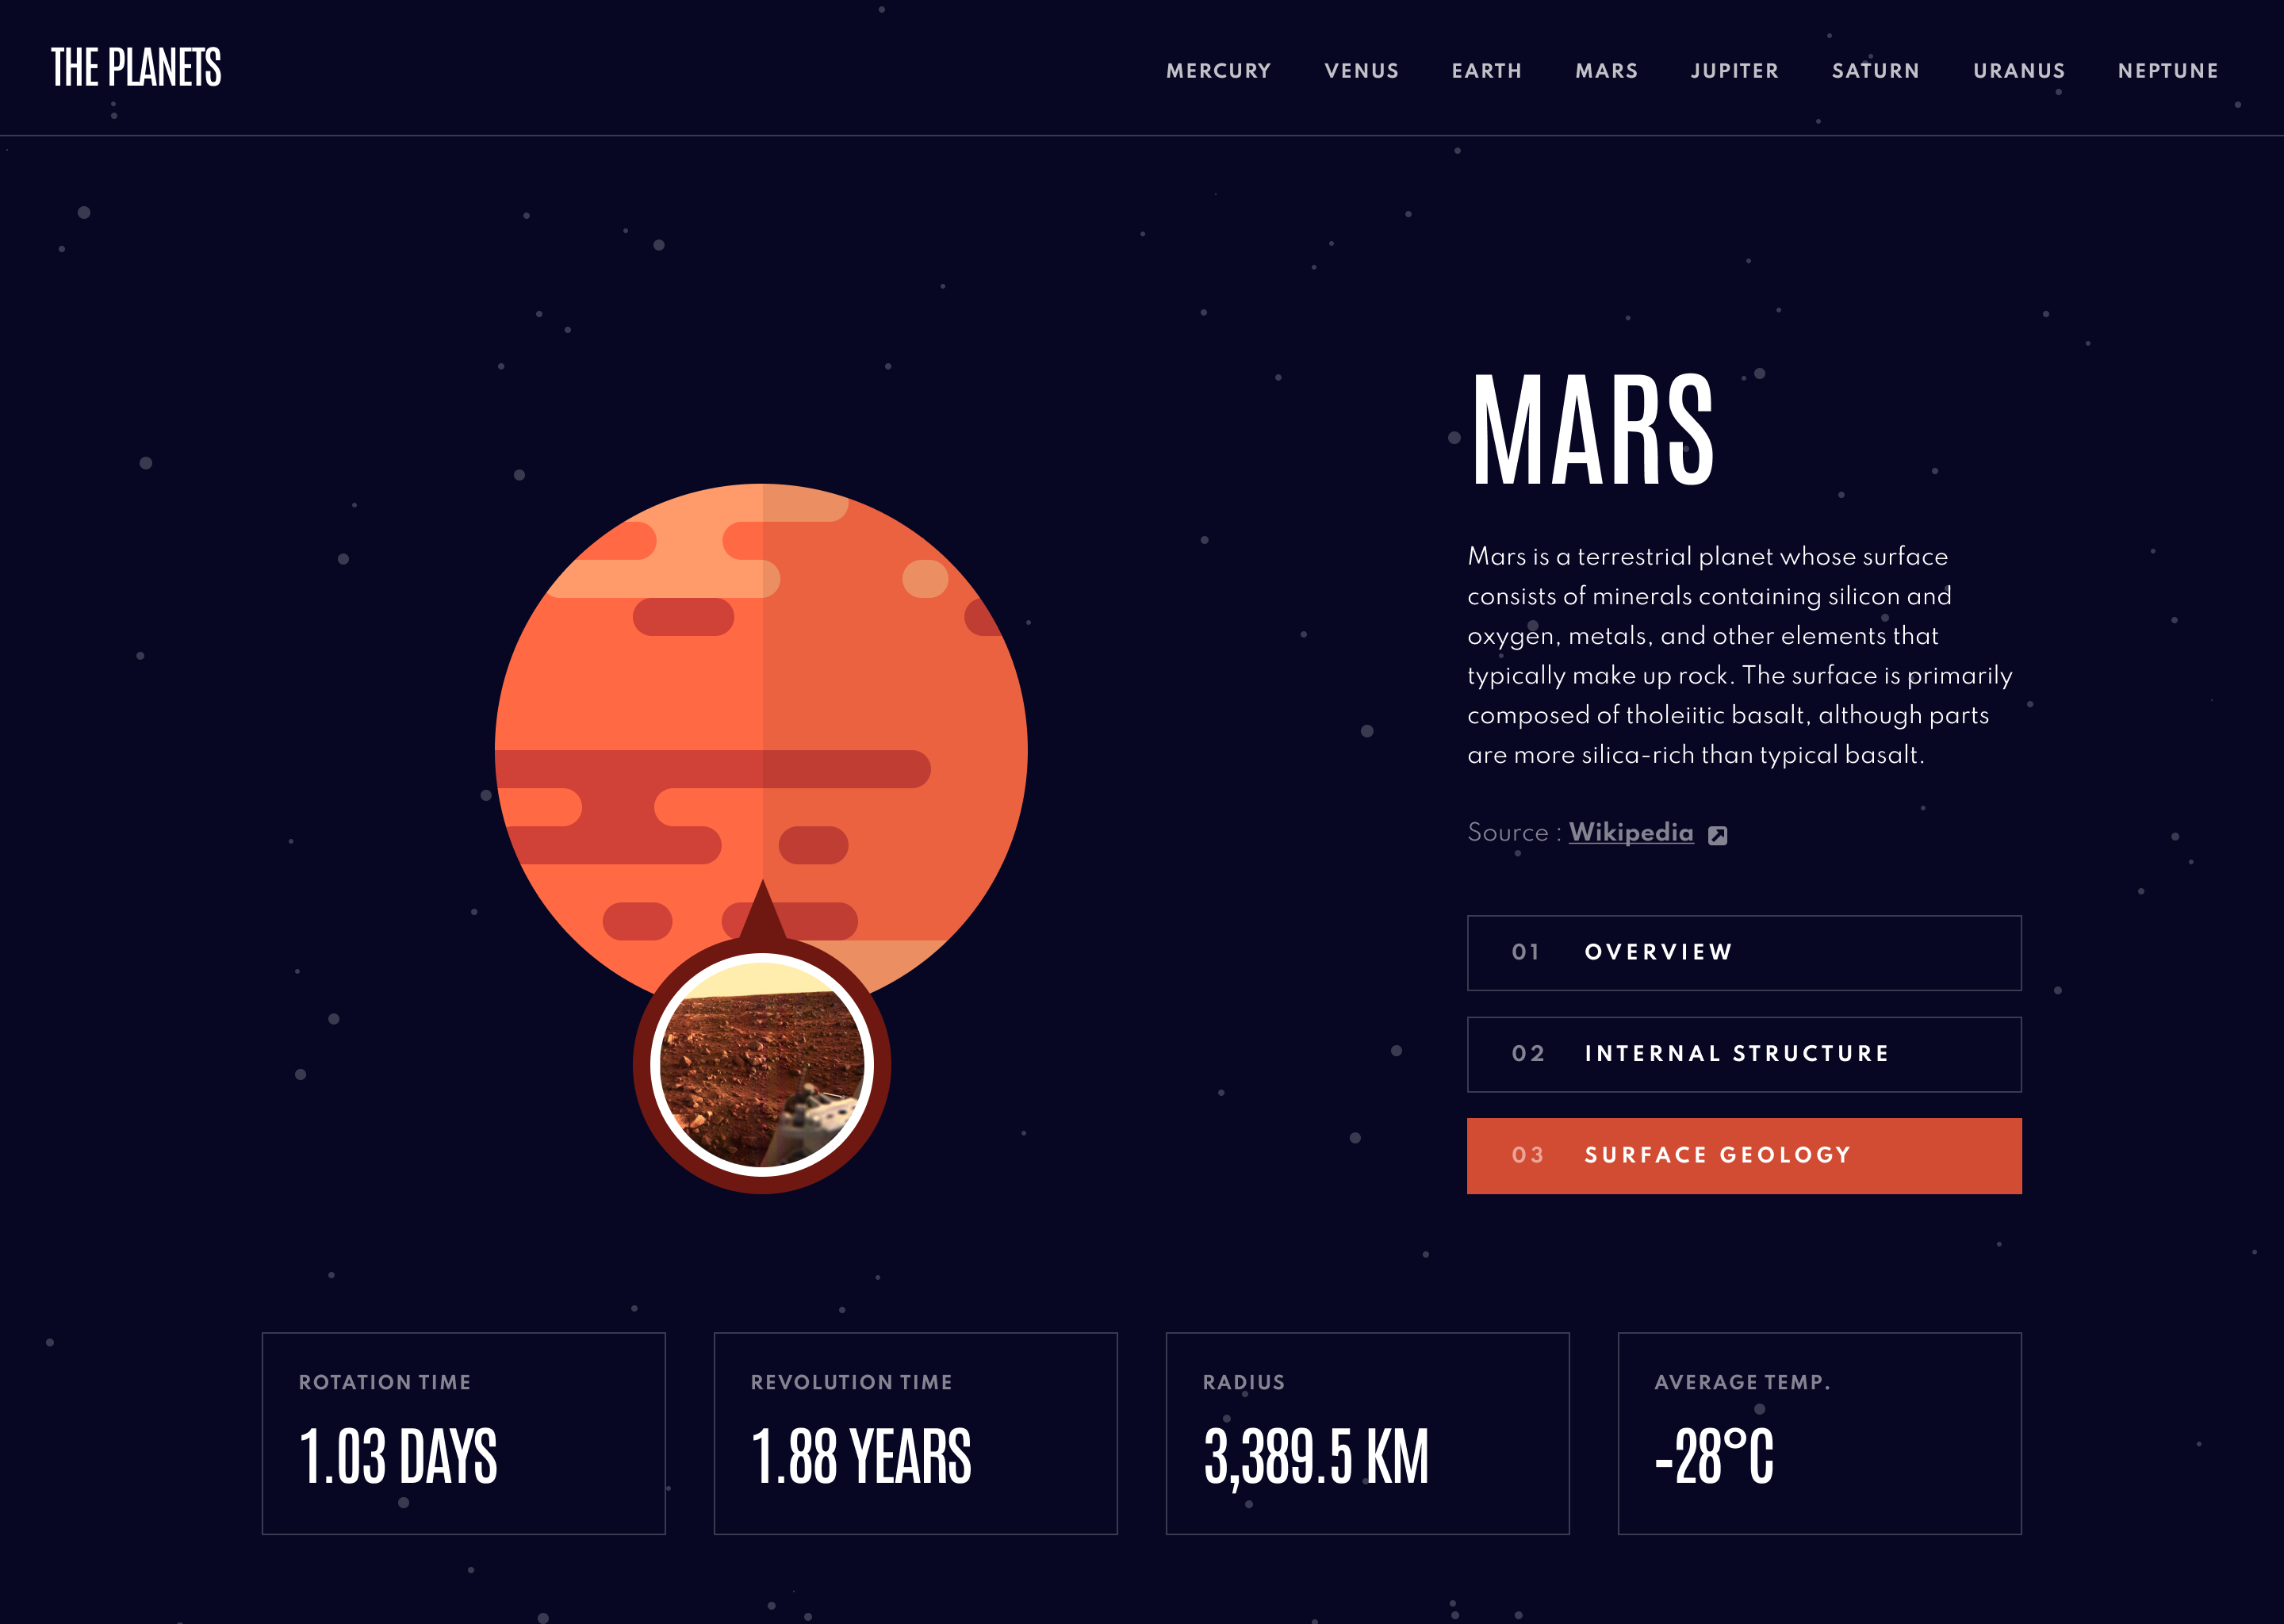 THE PLANETS
MERCURY VENUS EARTH MARS JUPITER SATURN URANUS NEPTUNE
MARS
Mars is a terrestrial planet whose surface
consists of minerals containing silicon and
oxygen, metals, and other elements that
typically make up rock. The surface is primarily
composed of tholeiitic basalt, although parts
are more silica-rich than typical basalt.
Source : Wikipedia
01 OVERVIEW
02 INTERNAL STRUCTURE
03 SURFACE GEOLOGY
ROTATION TIME
1.03 DAYS
REVOLUTION TIME
1.88 YEARS
RADIUS
3,389.5 KM
AVERAGE TEMP.
-28°C